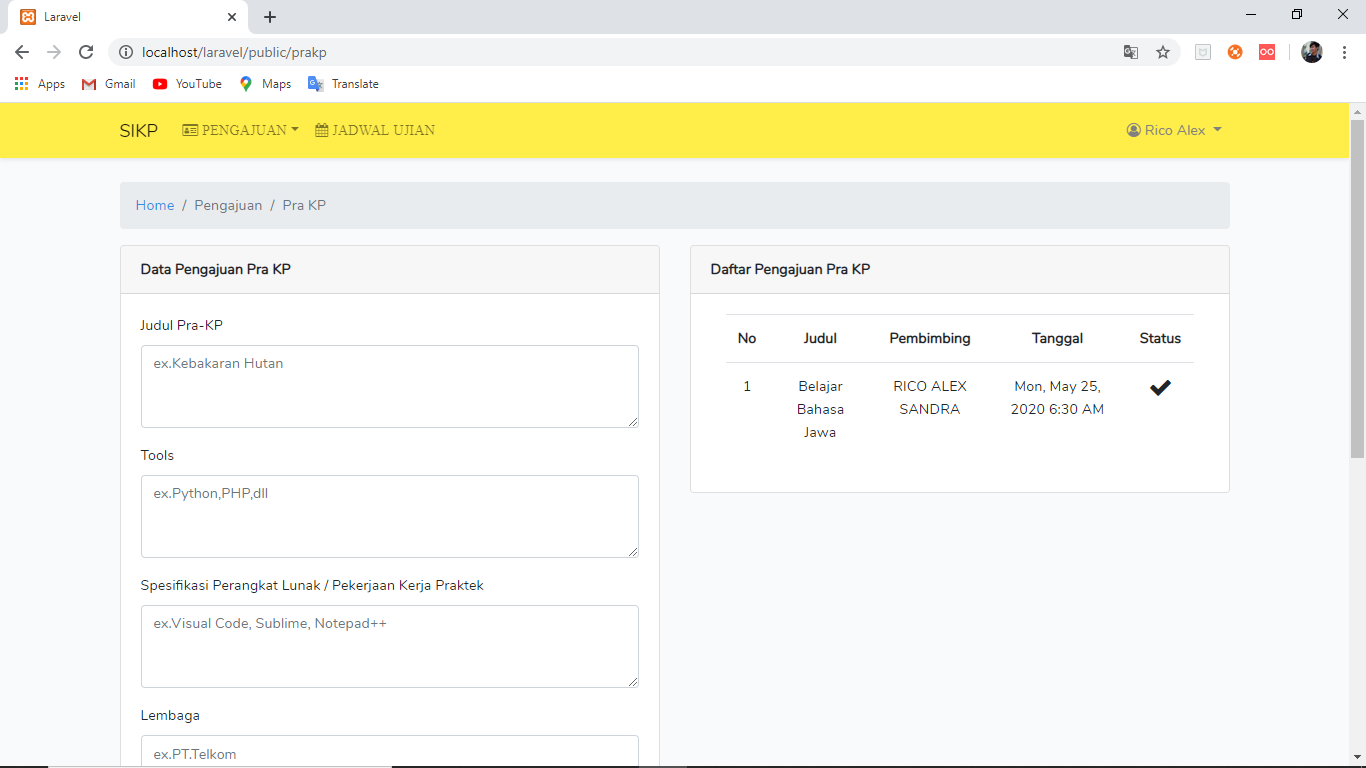 Laravel
localhost/laravel/public/prakp
Apps Gmail YouTube Maps Translate
SIKP PENGAJUAN JADWAL UJIAN Rico Alex
Home / Pengajuan / Pra KP
Data Pengajuan Pra KP
Judul Pra-KP
ex.Kebakaran Hutan
Tools
ex.Python,PHP,dll
Spesifikasi Perangkat Lunak / Pekerjaan Kerja Praktek
ex.Visual Code, Sublime, Notepad++
Lembaga
ex.PT.Telkom
Daftar Pengajuan Pra KP
No Judul Pembimbing Tanggal Status
1 Belajar RICO ALEX Mon, May 25,
Bahasa SANDRA 2020 6:30 AM
Jawa